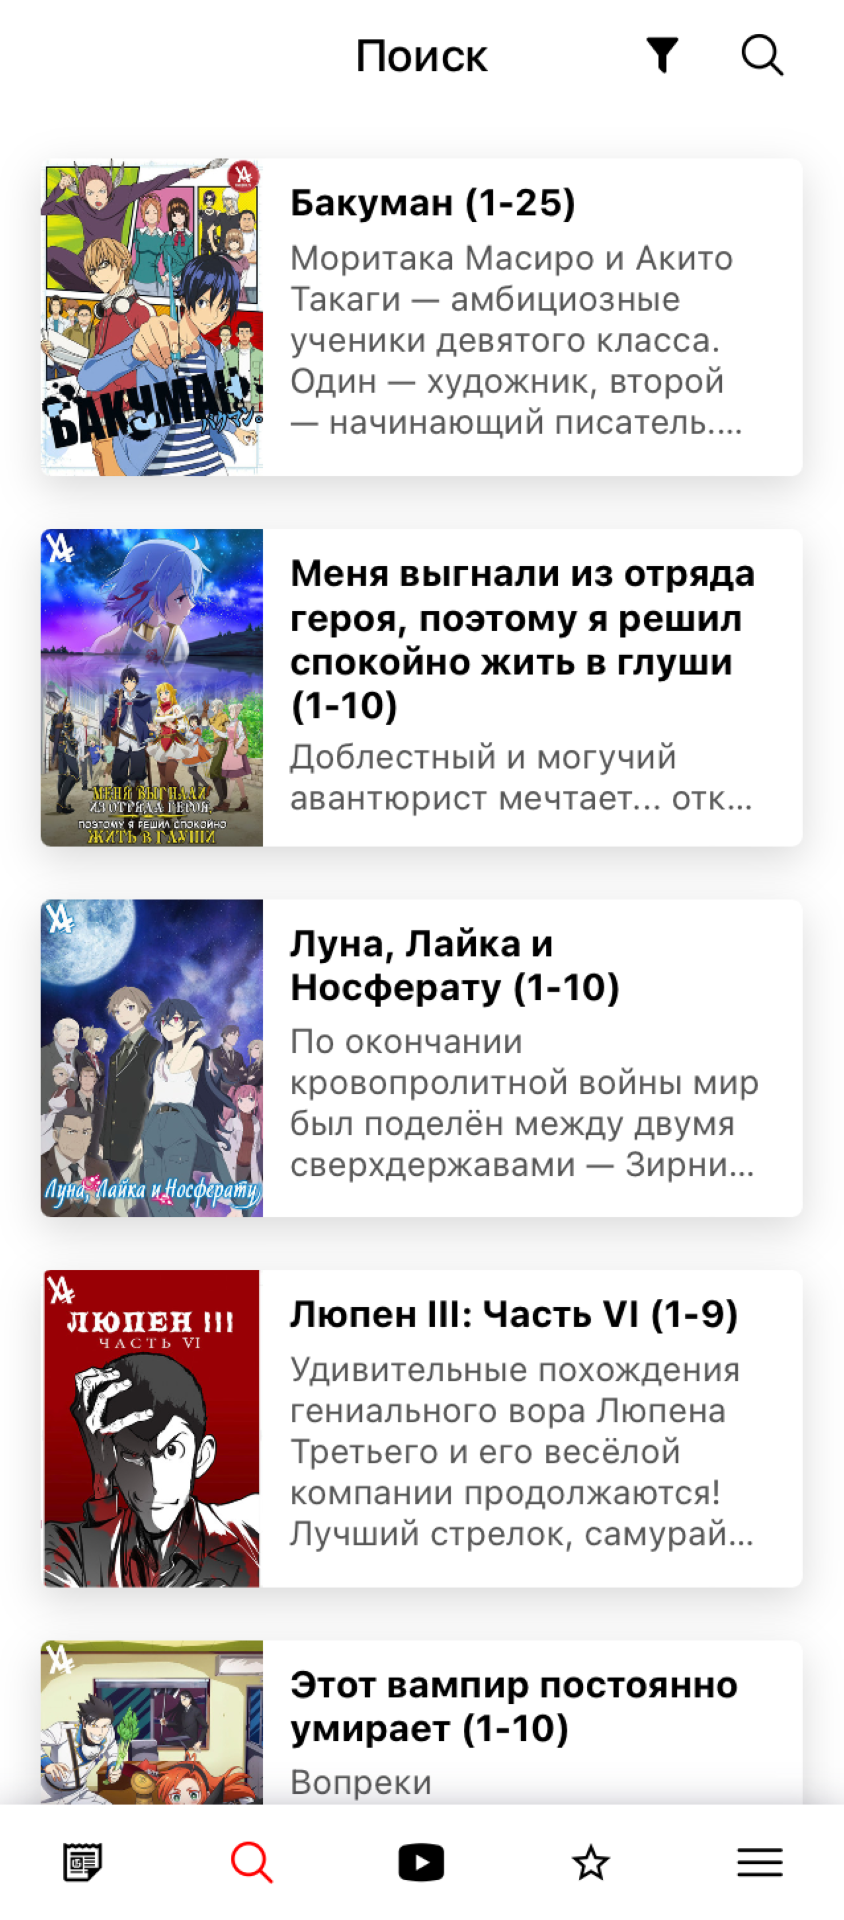 Поиск
Бакуман (1-25)
Моритака Масиро и Акито
Такаги — амбициозные
ученики девятого класса.
Один — художник, второй
— начинающий писатель....
БАКУМАН
Меня выгнали из отряда
героя, поэтому я решил
спокойно жить в глуши
(1-10)
Доблестный и могучий
авантюрист мечтает... отк...
МЕНЯ ВЫГНАЛИ
ИЗ ОТРЯДА ГЕРОЯ,
ПОЭТОМУ Я РЕШИЛ СПОКОЙНО
ЖИТЬ В ГЛУШИ
Луна, Лайка и
Носферату (1-10)
По окончании
кровопролитной войны мир
был поделён между двумя
сверхдержавами — Зирни...
Луна, Лайка и Носферату
Люпен III: Часть VI (1-9)
Удивительные похождения
гениального вора Люпена
Третьего и его весёлой
компании продолжаются!
Лучший стрелок, самурай...
ЛЮПЕН III
ЧАСТЬ VI
Этот вампир постоянно
умирает (1-10)
Вопреки